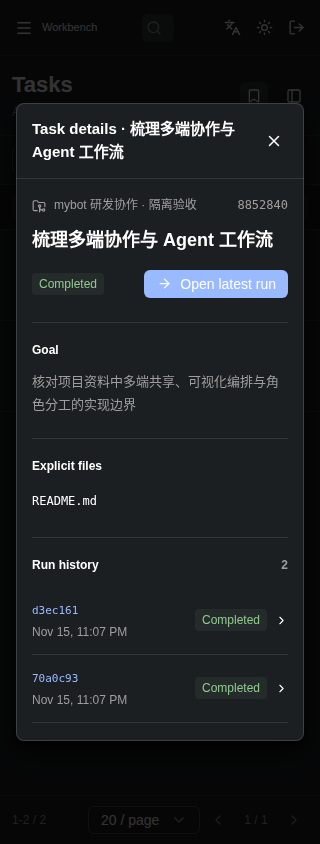 Workbench
Tasks
Task details · 梳理多端协作与
Agent 工作流
mybot 研发协作 · 隔离验收 8852840
梳理多端协作与 Agent 工作流
Completed
Open latest run
Goal
核对项目资料中多端共享、可视化编排与角
色分工的实现边界
Explicit files
README.md
Run history 2
d3ec161
Nov 15, 11:07 PM
Completed
70a0c93
Nov 15, 11:07 PM
Completed
1-2 / 2 20 / page 1 / 1